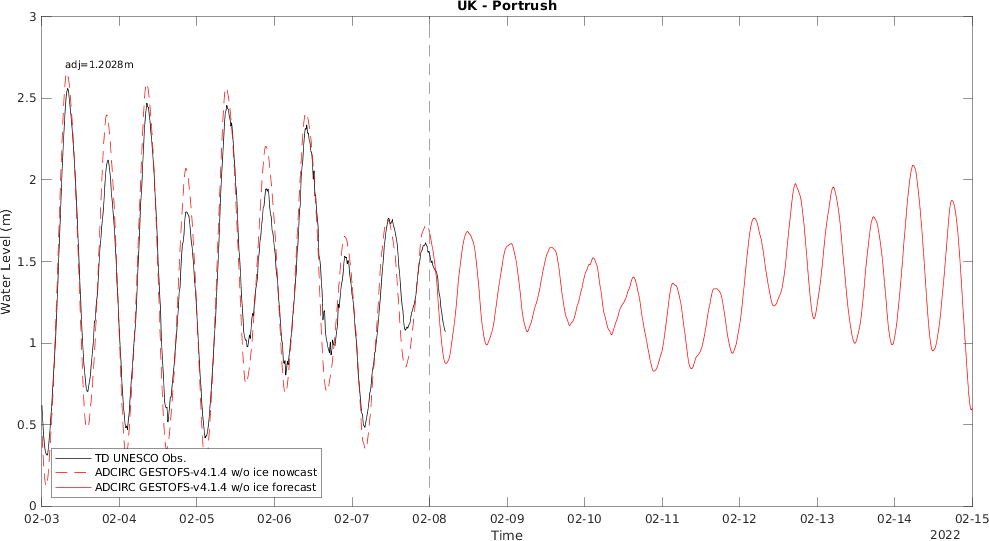 UK - Portrush
adj=1.2028m
3
2.5
2
1.5
1
0.5
0
Water Level (m)
TD UNESCO Obs.
ADCIRC GESTOFS-v4.1.4 w/o ice nowcast
ADCIRC GESTOFS-v4.1.4 w/o ice forecast
02-03 02-04 02-05 02-06 02-07 02-08 02-09 02-10 02-11 02-12 02-13 02-14 02-15
Time
2022